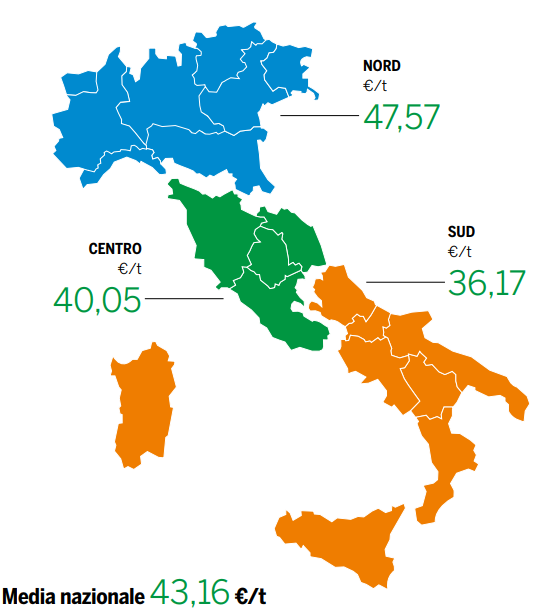 NORD
€/t
47,57
CENTRO
€/t
40,05
SUD
€/t
36,17
Media nazionale 43,16 €/t